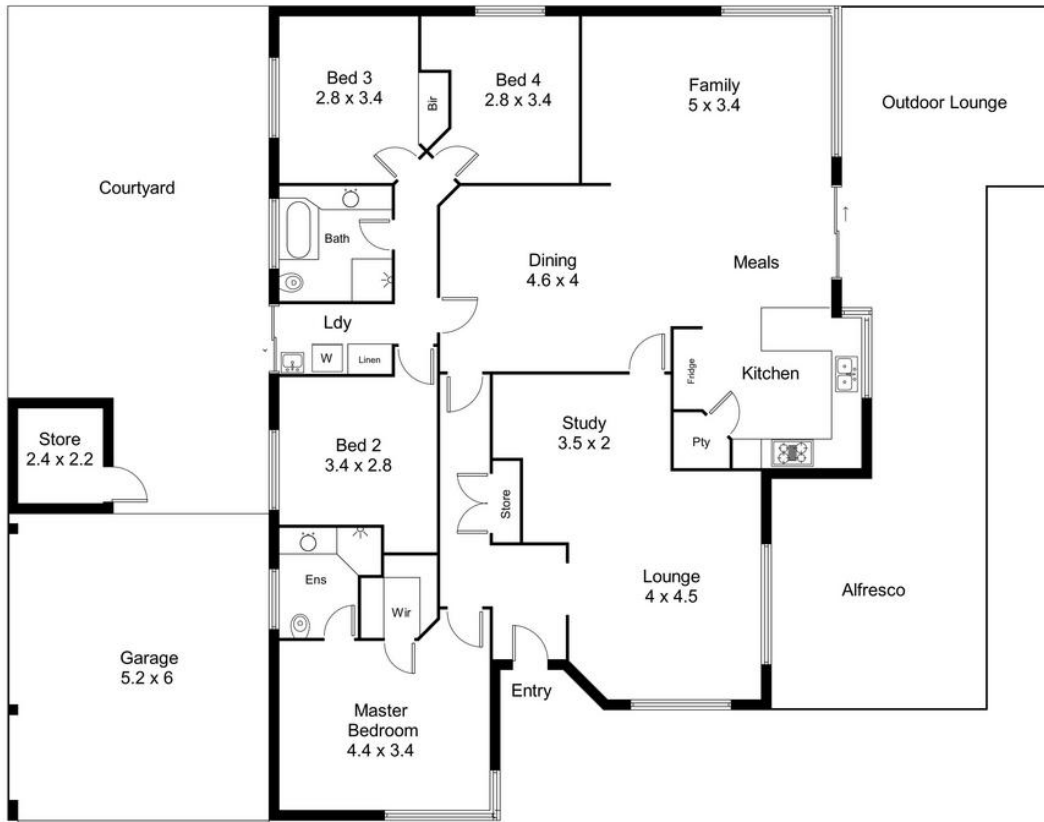 Bed 3
2.8 x 3.4
Bir
Bed 4
2.8 x 3.4
Family
5 x 3.4
Outdoor Lounge
Courtyard
Bath
Dining
4.6 x 4
Meals
Ldy
W
Linen
Fridge
Kitchen
Store
2.4 x 2.2
Bed 2
3.4 x 2.8
Study
3.5 x 2
Pty
Store
Ens
Wir
Lounge
4 x 4.5
Alfresco
Garage
5.2 x 6
Master
Bedroom
4.4 x 3.4
Entry